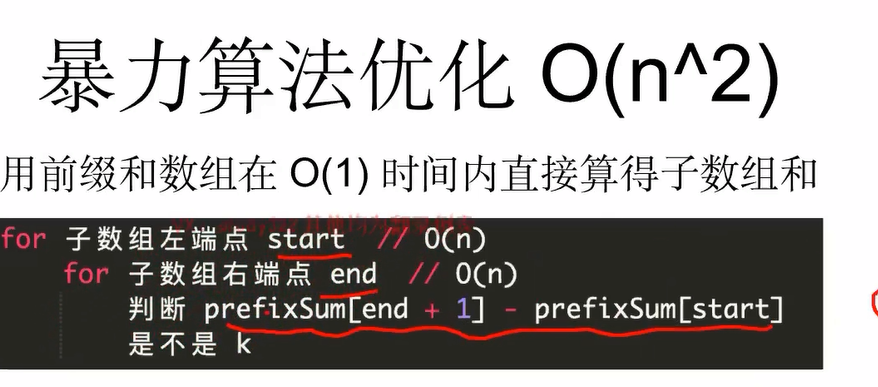 暴力算法优化 O(n^2)
用前缀和数组在 O(1) 时间内直接算得子数组和
for 子数组左端点 start // O(n)
for 子数组右端点 end // O(n)
判断 prefixSum[end + 1] - prefixSum[start]
是不是 k